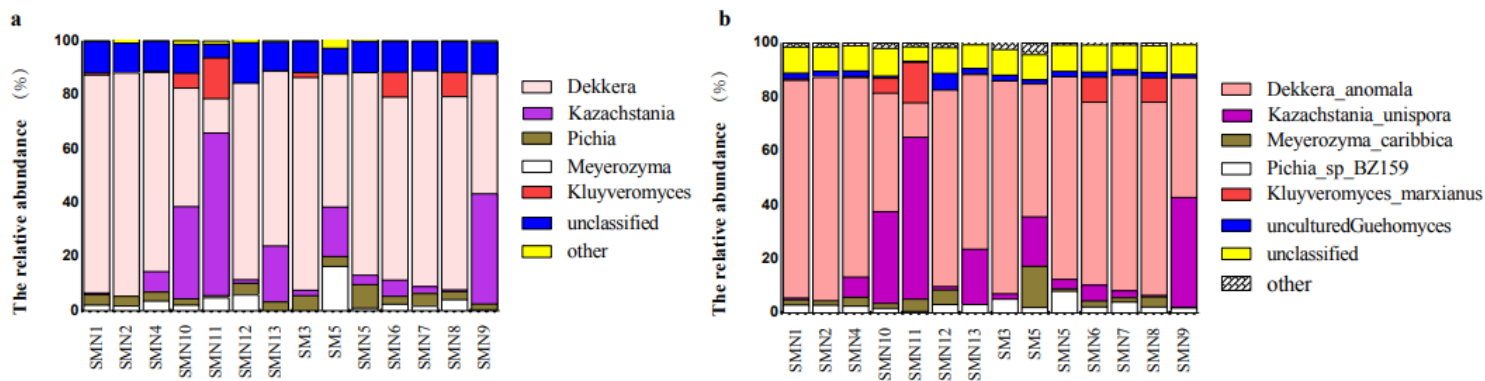 a
The relative abundance (%)
100
80
60
40
20
0
SMN1
SMN2
SMN4
SMN10
SMN11
SMN12
SMN13
SM3
SM5
SMN5
SMN6
SMN7
SMN8
SMN9
Dekkera
Kazachstania
Pichia
Meyerozyma
Kluyveromyces
unclassified
other
b
The relative abundance (%)
100
80
60
40
20
0
SMN1
SMN2
SMN4
SMN10
SMN11
SMN12
SMN13
SM3
SM5
SMN5
SMN6
SMN7
SMN8
SMN9
Dekkera_anomala
Kazachstania_unispora
Meyerozyma_caribbica
Pichia_sp_BZ159
Kluyveromyces_marxianus
unculturedGuehomyces
unclassified
other